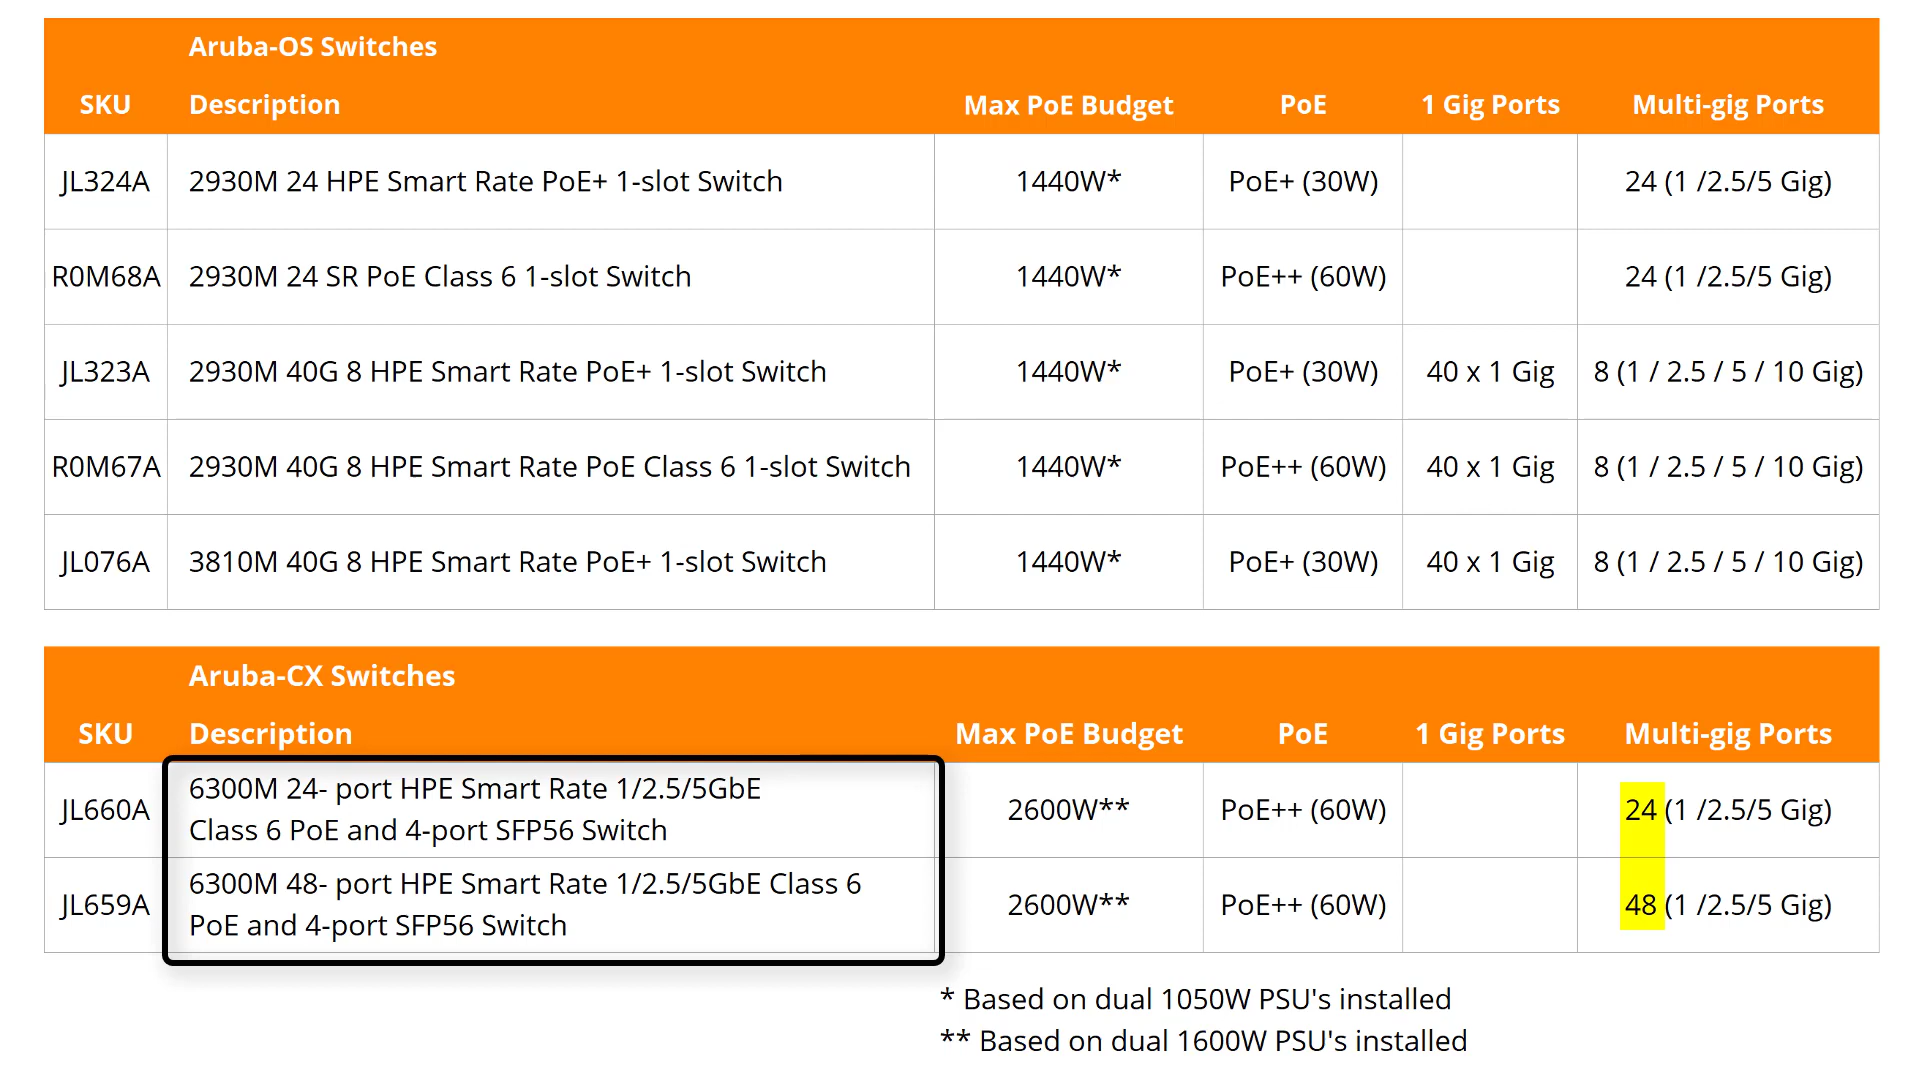 Aruba-OS Switches
SKU Description Max PoE Budget PoE 1 Gig Ports Multi-gig Ports
JL324A 2930M 24 HPE Smart Rate PoE+ 1-slot Switch 1440W* PoE+ (30W) 24 (1 /2.5/5 Gig)
R0M68A 2930M 24 SR PoE Class 6 1-slot Switch 1440W* PoE++ (60W) 24 (1 /2.5/5 Gig)
JL323A 2930M 40G 8 HPE Smart Rate PoE+ 1-slot Switch 1440W* PoE+ (30W) 40 x 1 Gig 8 (1 / 2.5 / 5 / 10 Gig)
R0M67A 2930M 40G 8 HPE Smart Rate PoE Class 6 1-slot Switch 1440W* PoE++ (60W) 40 x 1 Gig 8 (1 / 2.5 / 5 / 10 Gig)
JL076A 3810M 40G 8 HPE Smart Rate PoE+ 1-slot Switch 1440W* PoE+ (30W) 40 x 1 Gig 8 (1 / 2.5 / 5 / 10 Gig)
Aruba-CX Switches
SKU Description Max PoE Budget PoE 1 Gig Ports Multi-gig Ports
JL660A 6300M 24- port HPE Smart Rate 1/2.5/5GbE
Class 6 PoE and 4-port SFP56 Switch 2600W** PoE++ (60W) 24 (1 /2.5/5 Gig)
JL659A 6300M 48- port HPE Smart Rate 1/2.5/5GbE Class 6
PoE and 4-port SFP56 Switch 2600W** PoE++ (60W) 48 (1 /2.5/5 Gig)
* Based on dual 1050W PSU's installed
** Based on dual 1600W PSU's installed